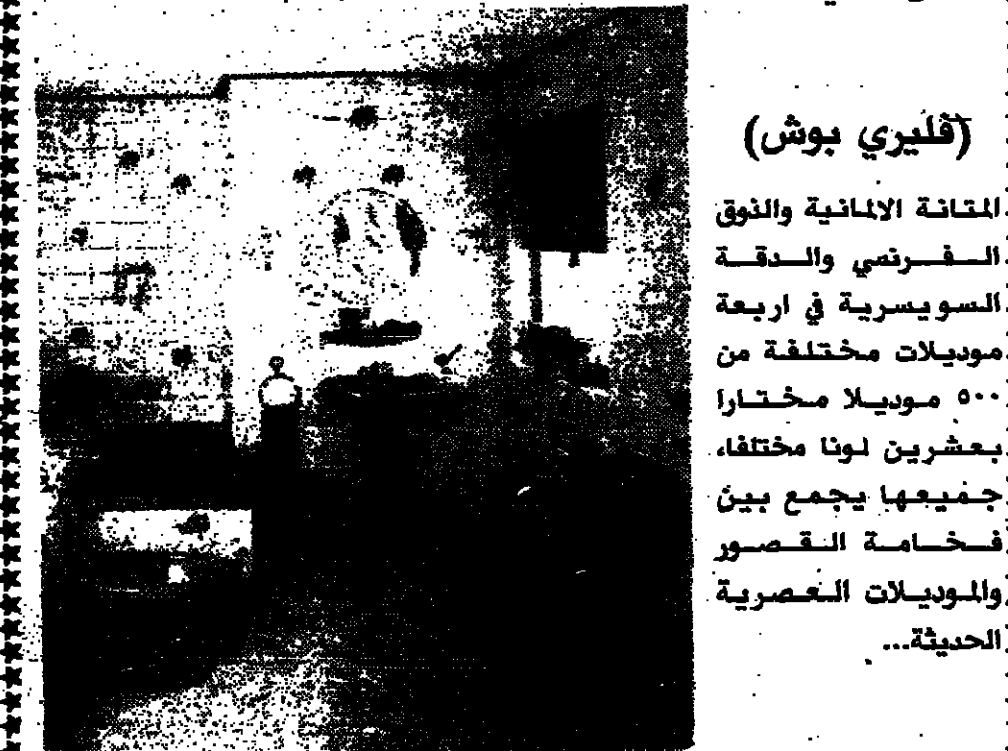 (فليري بوش)
المتانة الالمانية والذوق
الفرنسي والدقة
السويسرية في اربعة
موديلات مختلفة من
٥٠٠ موديلا مختارا
بعشرين لونا مختلفا،
جميعها يجمع بين
فخامة القصور
والموديلات العصرية
الحديثة...